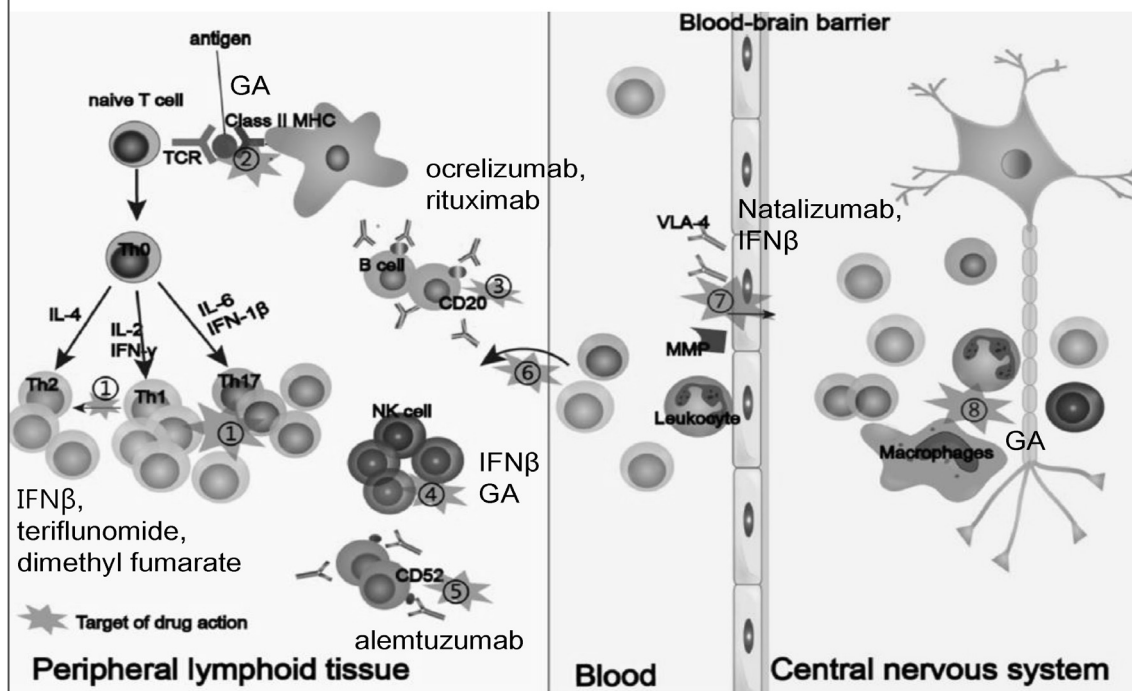 Blood-brain barrier
antigen
GA
naive T cell
Class II MHC
TCR
②
ocrelizumab,
rituximab
Th0
B cell
CD20
③
IL-4
IL-2
IFN-γ
IL-6
IFN-1β
Th2
①
Th1
Th17
①
⑥
NK cell
IFNβ
GA
④
IFNβ,
teriflunomide,
dimethyl fumarate
CD52
⑤
alemtuzumab
Target of drug action
Peripheral lymphoid tissue
VLA-4
Natalizumab,
IFNβ
⑦
MMP
Leukocyte
Blood
⑧
GA
Macrophages
Central nervous system